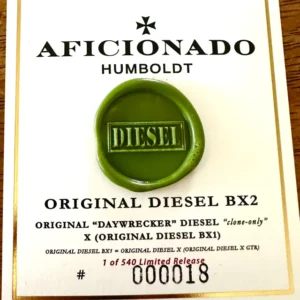 AFICIONADO
HUMBOLDT
DIESEL
ORIGINAL DIESEL BX2
ORIGINAL "DAYWRECKER" DIESEL "clone-only"
X (ORIGINAL DIESEL BX1)
ORIGINAL DIESEL BX1 = ORIGINAL DIESEL X (ORIGINAL DIESEL X GTR)
1 of 540 Limited Release
# 000018